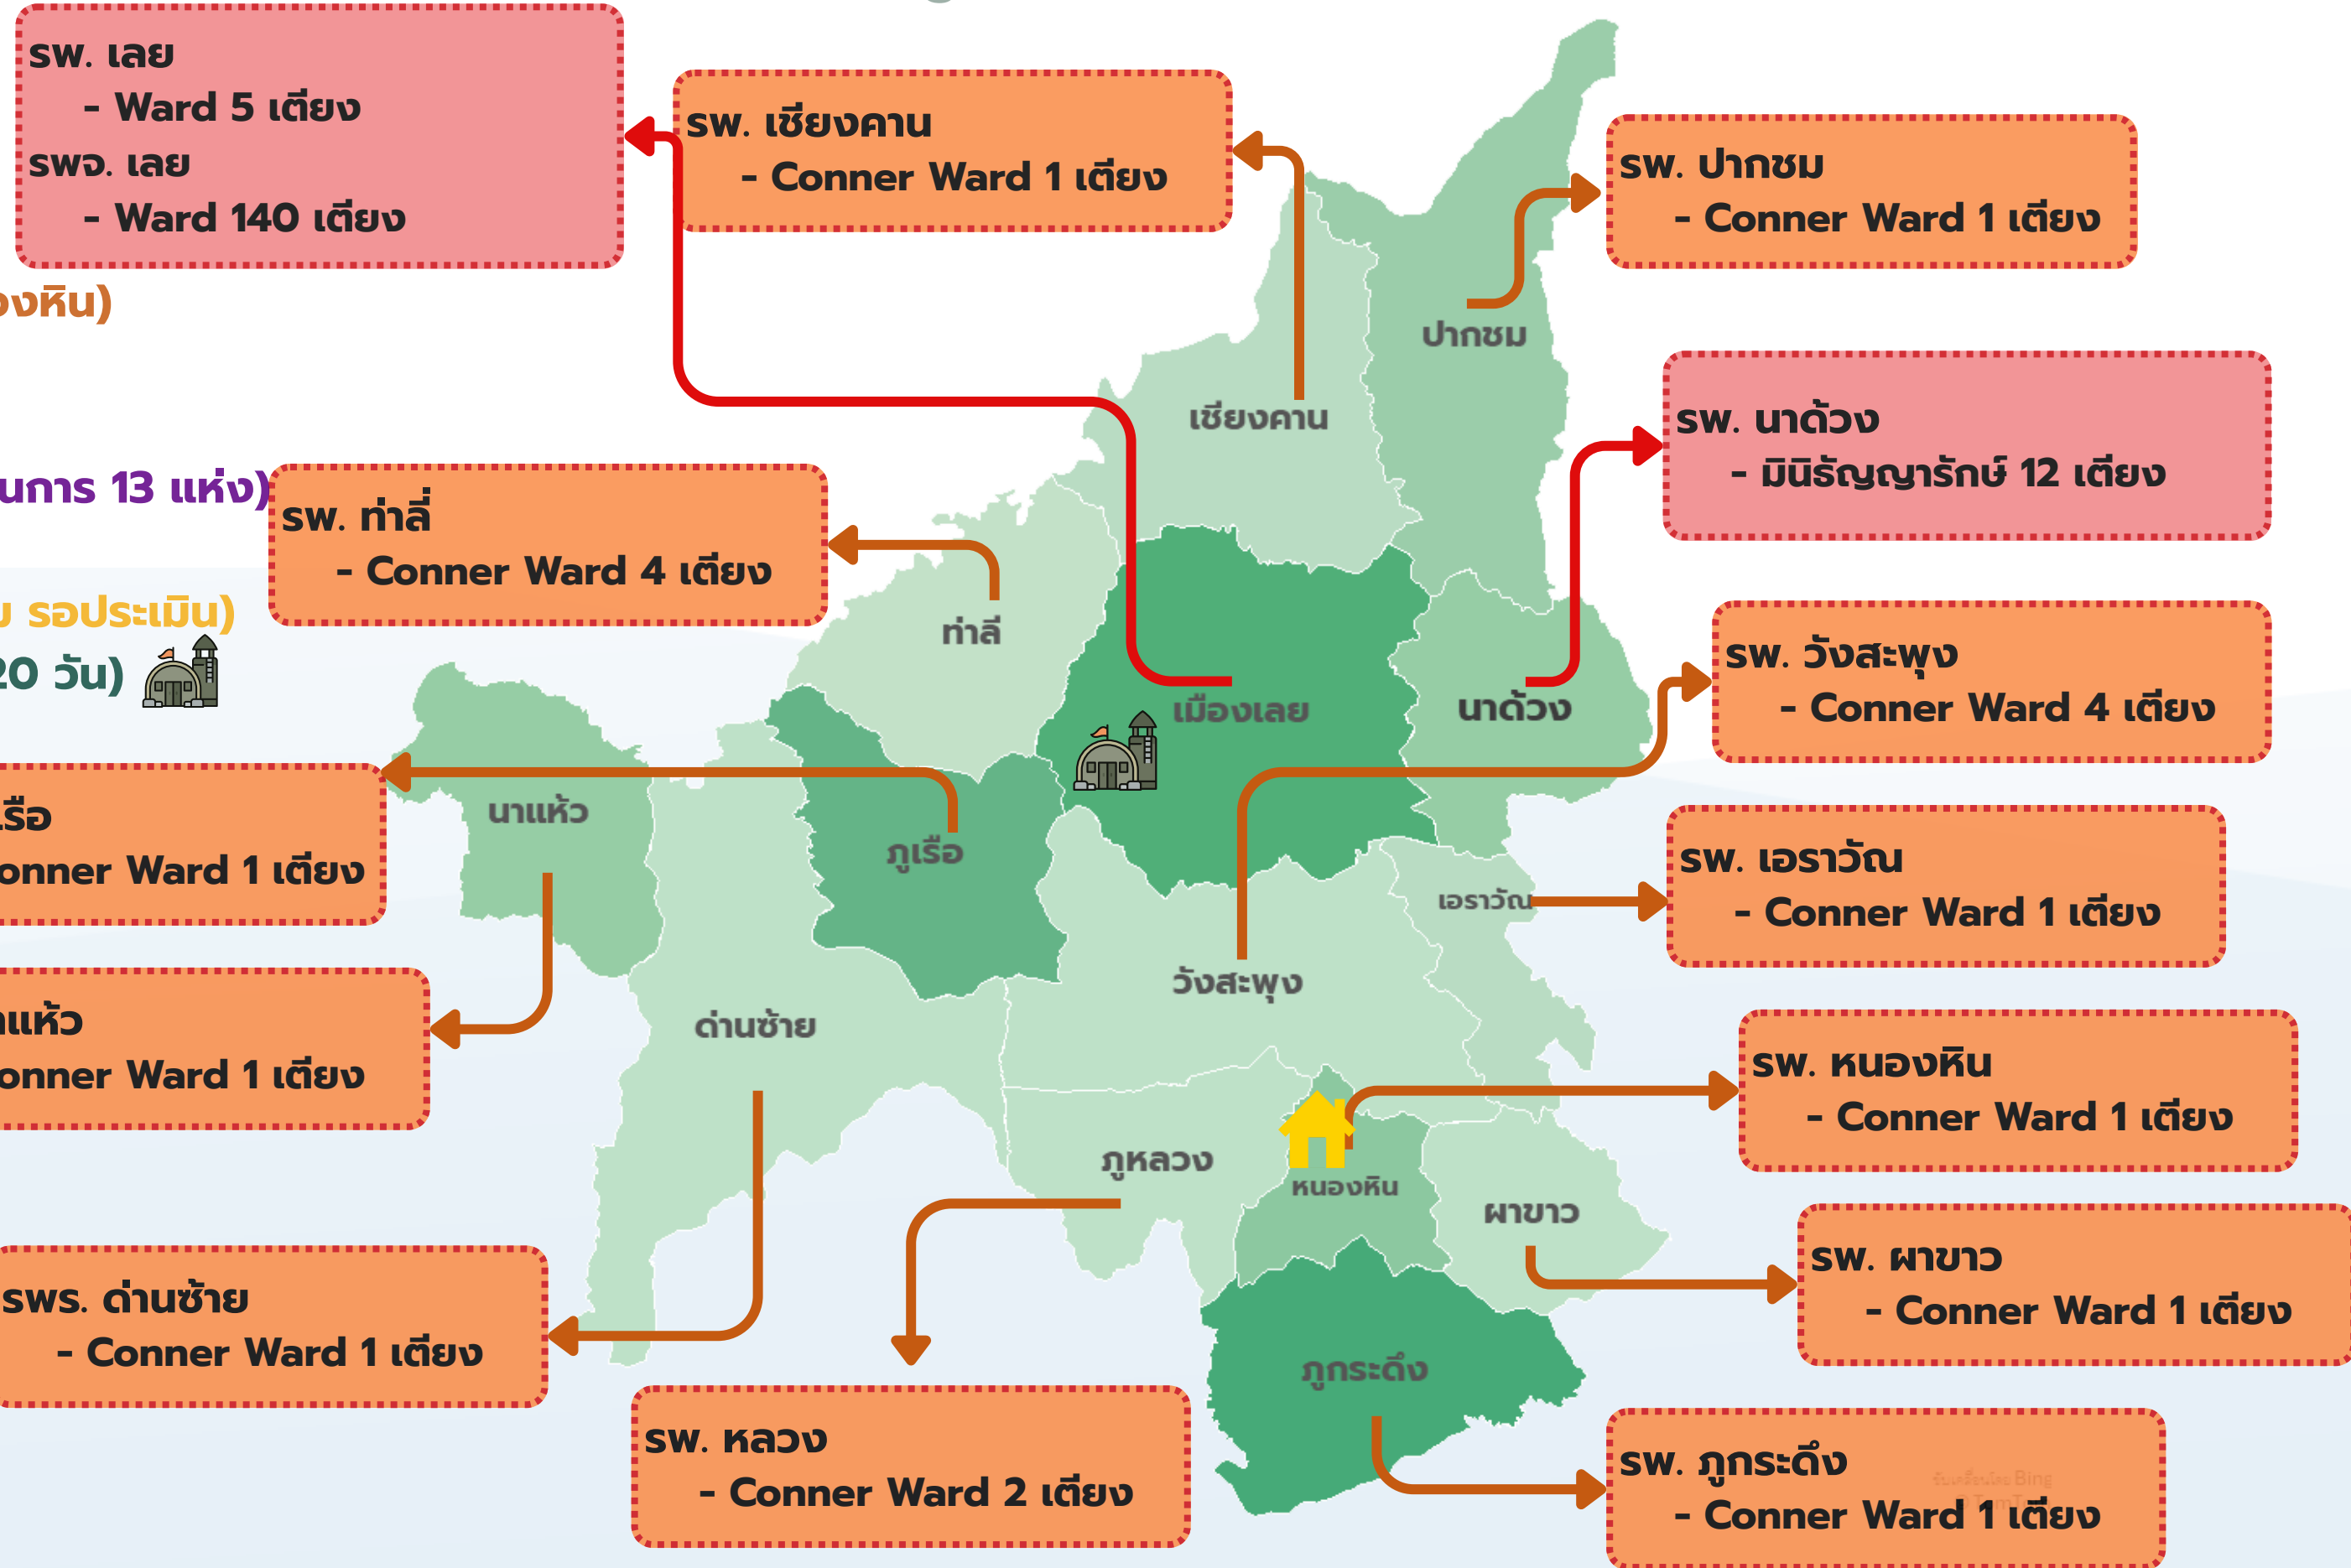 รพ. เลย
- Ward 5 เตียง
รพจ. เลย
- Ward 140 เตียง
รพ. เชียงคาน
- Conner Ward 1 เตียง
รพ. ปากชม
- Conner Ward 1 เตียง
องหิน)
ปากชม
เชียงคาน
รพ. นาด้วง
- มินิธัญญารักษ์ 12 เตียง
นการ 13 แห่ง)
รพ. ท่าลี่
- Conner Ward 4 เตียง
รอประเมิน)
20 วัน)
ท่าลี่
เมืองเลย
นาด้วง
รพ. วังสะพุง
- Conner Ward 4 เตียง
เรือ
onner Ward 1 เตียง
นาแห้ว
ภูเรือ
เอราวัณ
รพ. เอราวัณ
- Conner Ward 1 เตียง
แห้ว
onner Ward 1 เตียง
ด่านซ้าย
วังสะพุง
รพ. หนองหิน
- Conner Ward 1 เตียง
ภูหลวง
หนองหิน
ผาขาว
รพ. ผาขาว
- Conner Ward 1 เตียง
รพร. ด่านซ้าย
- Conner Ward 1 เตียง
ภูกระดึง
รพ. หลวง
- Conner Ward 2 เตียง
รพ. ภูกระดึง
- Conner Ward 1 เตียง
ขับเคลื่อนโดย Bing